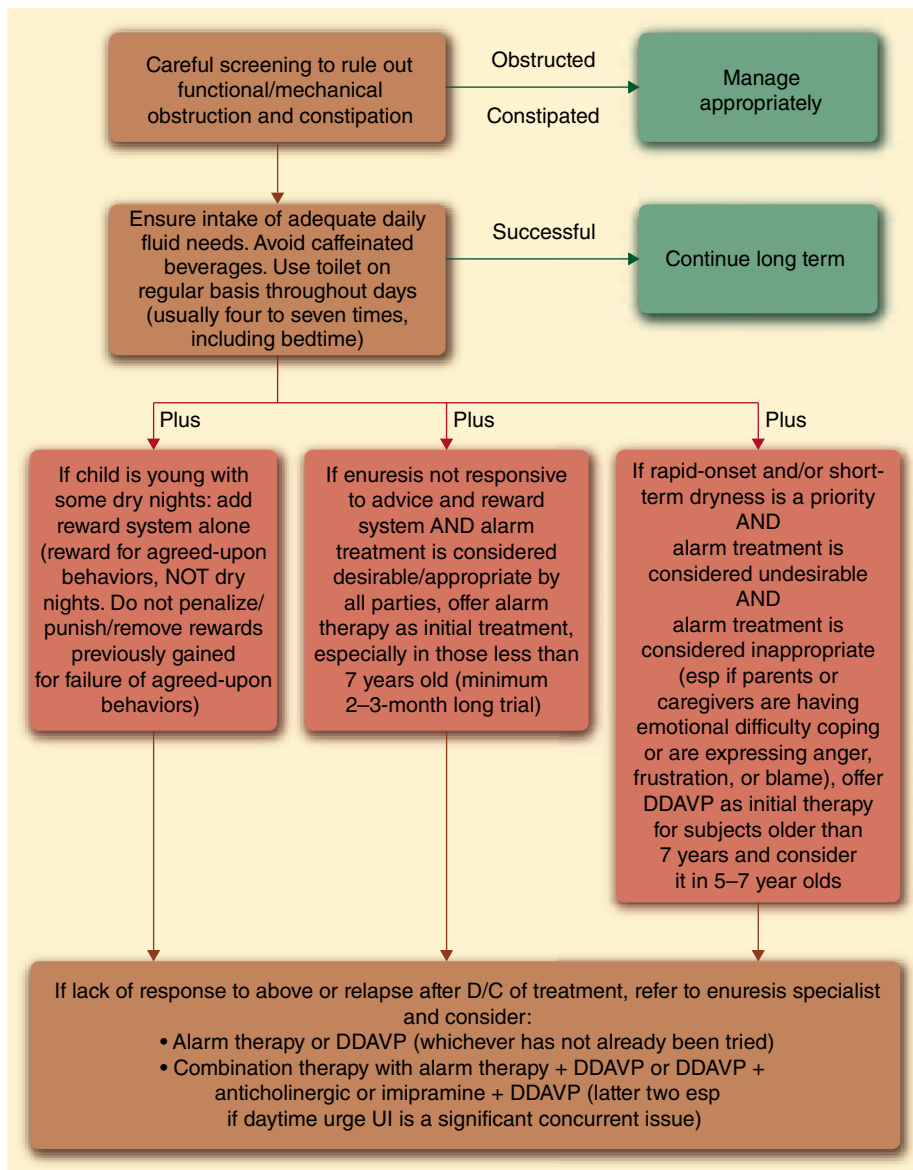 Careful screening to rule out
functional/mechanical
obstruction and constipation
Obstructed
Constipated
Manage
appropriately
Ensure intake of adequate daily
fluid needs. Avoid caffeinated
beverages. Use toilet on
regular basis throughout days
(usually four to seven times,
including bedtime)
Successful
Continue long term
Plus
Plus
Plus
If child is young with
some dry nights: add
reward system alone
(reward for agreed-upon
behaviors, NOT dry
nights. Do not penalize/
punish/remove rewards
previously gained
for failure of agreed-upon
behaviors)
If enuresis not responsive
to advice and reward
system AND alarm
treatment is considered
desirable/appropriate by
all parties, offer alarm
therapy as initial treatment,
especially in those less than
7 years old (minimum
2–3-month long trial)
If rapid-onset and/or short-
term dryness is a priority
AND
alarm treatment is
considered undesirable
AND
alarm treatment is
considered inappropriate
(esp if parents or
caregivers are having
emotional difficulty coping
or are expressing anger,
frustration, or blame), offer
DDAVP as initial therapy
for subjects older than
7 years and consider
it in 5–7 year olds
If lack of response to above or relapse after D/C of treatment, refer to enuresis specialist
and consider:
• Alarm therapy or DDAVP (whichever has not already been tried)
• Combination therapy with alarm therapy + DDAVP or DDAVP +
anticholinergic or imipramine + DDAVP (latter two esp
if daytime urge UI is a significant concurrent issue)